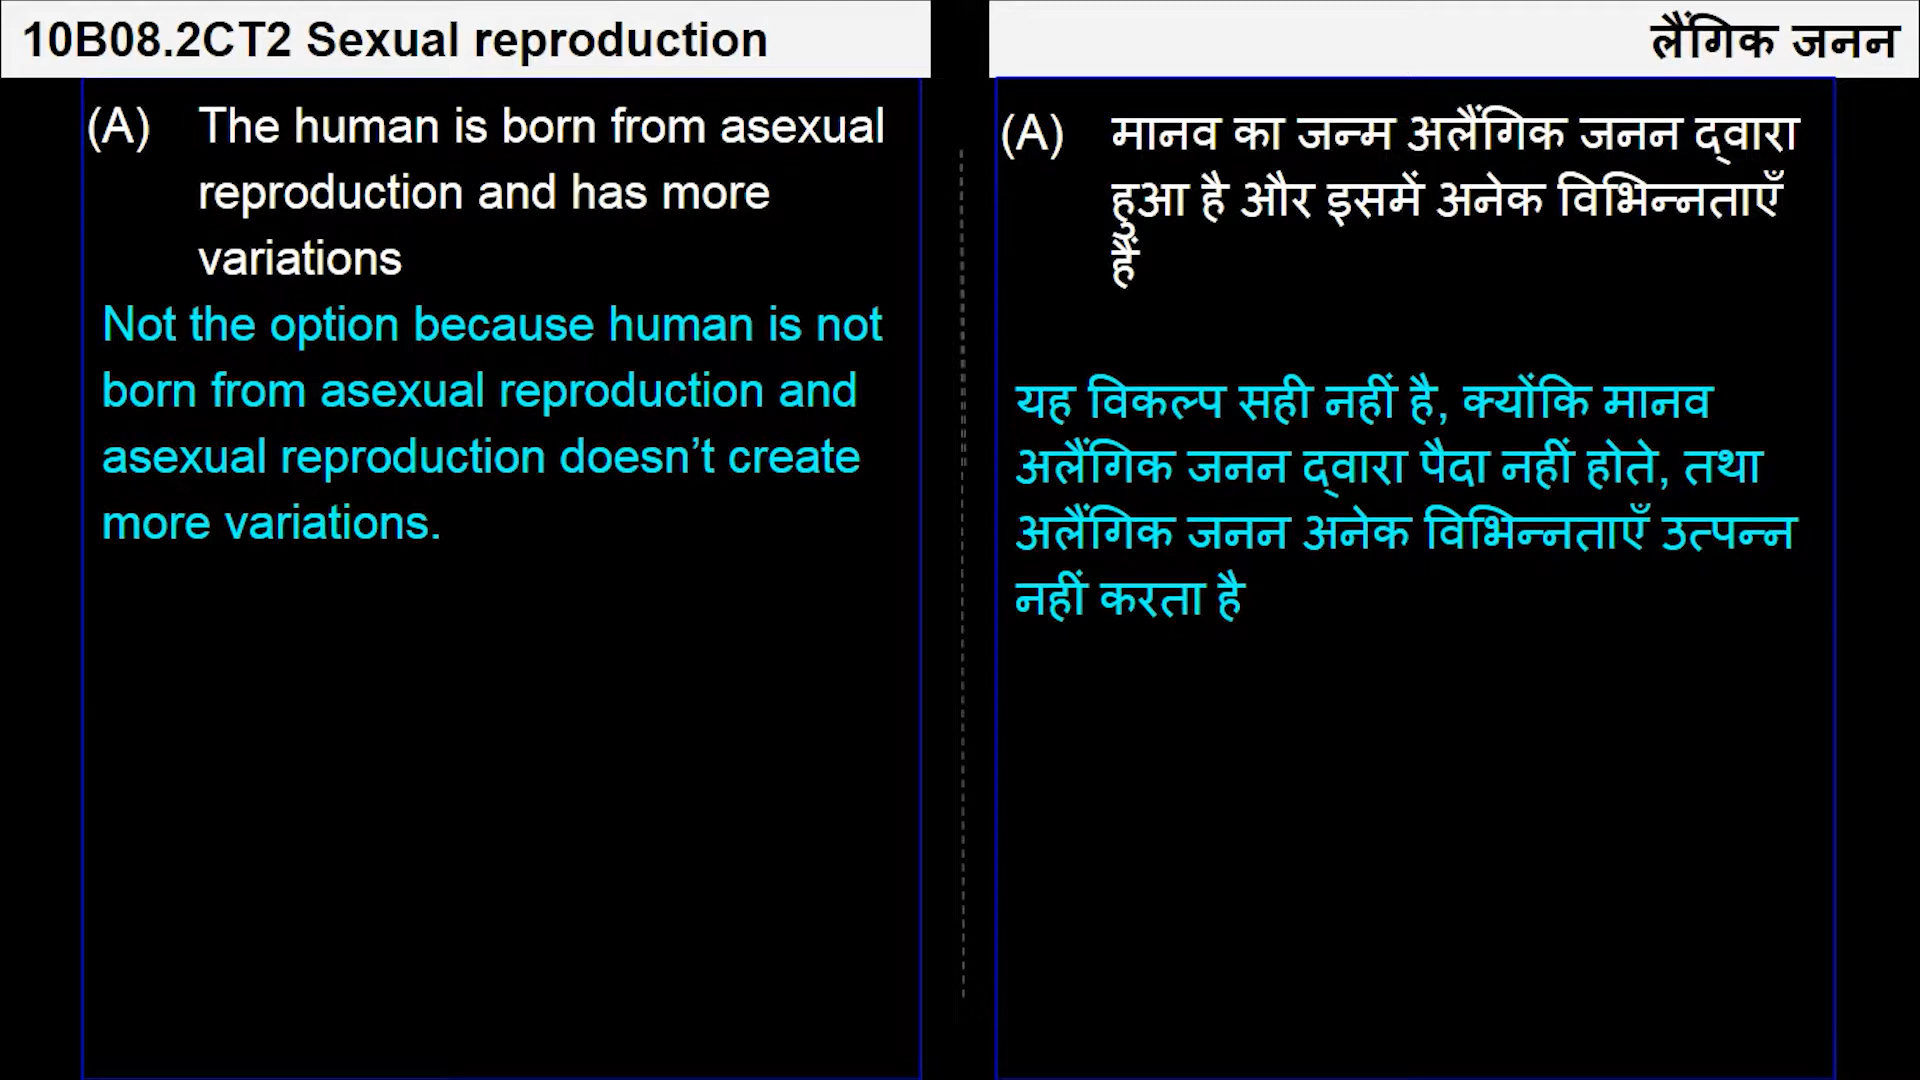 10B08.2CT2 Sexual reproduction
लैंगिक जनन
(A) The human is born from asexual
reproduction and has more
variations
Not the option because human is not
born from asexual reproduction and
asexual reproduction doesn’t create
more variations.
(A) मानव का जन्म अलैंगिक जनन द्वारा
हुआ है और इसमें अनेक विभिन्नताएँ
हैं
यह विकल्प सही नहीं है, क्योंकि मानव
अलैंगिक जनन द्वारा पैदा नहीं होते, तथा
अलैंगिक जनन अनेक विभिन्नताएँ उत्पन्न
नहीं करता है